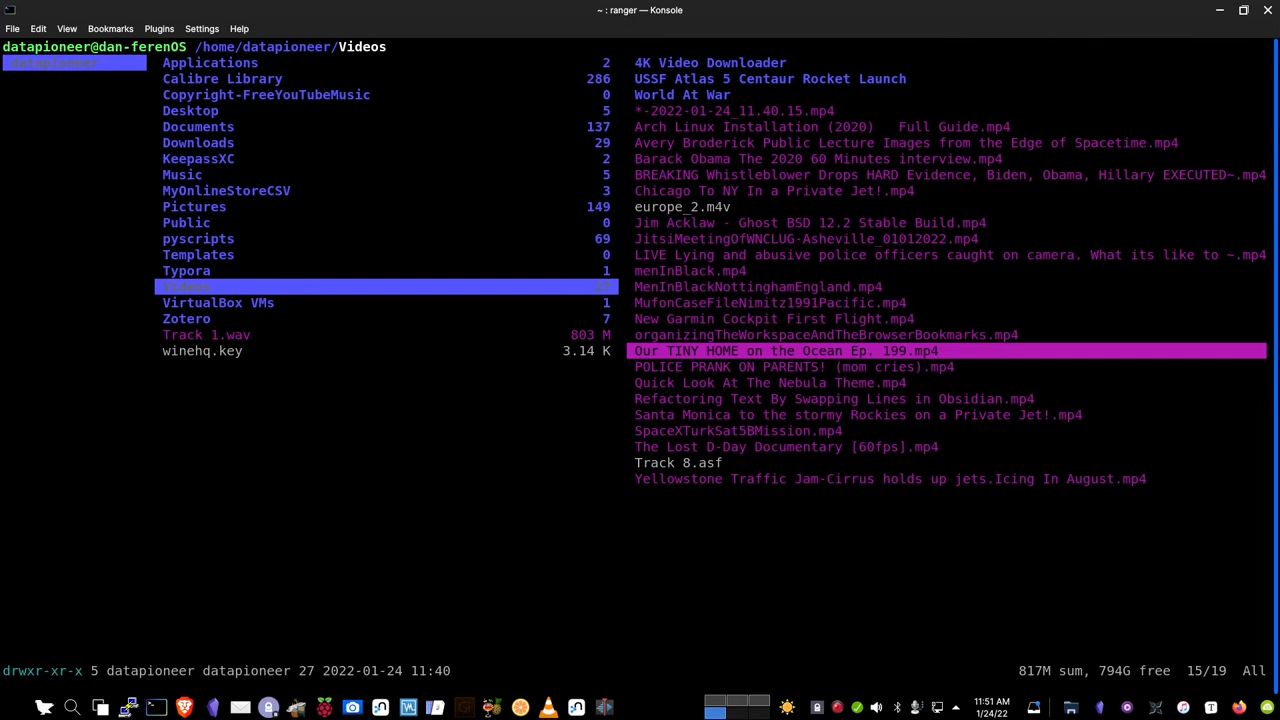 ~ : ranger — Konsole
File Edit View Bookmarks Plugins Settings Help
datapioneer@dan-ferenOS /home/datapioneer/Videos
datapioneer
Applications 2
Calibre Library 286
Copyright-FreeYouTubeMusic 0
Desktop 5
Documents 137
Downloads 29
KeepassXC 2
Music 5
MyOnlineStoreCSV 3
Pictures 149
Public 0
pyscripts 69
Templates 0
Typora 1
Videos 27
VirtualBox VMs 1
Zotero 7
Track 1.wav 803 M
winehq.key 3.14 K
4K Video Downloader
USSF Atlas 5 Centaur Rocket Launch
World At War
*-2022-01-24_11.40.15.mp4
Arch Linux Installation (2020)   Full Guide.mp4
Avery Broderick Public Lecture Images from the Edge of Spacetime.mp4
Barack Obama The 2020 60 Minutes interview.mp4
BREAKING Whistleblower Drops HARD Evidence, Biden, Obama, Hillary EXECUTED~.mp4
Chicago To NY In a Private Jet!.mp4
europe_2.m4v
Jim Acklaw - Ghost BSD 12.2 Stable Build.mp4
JitsiMeetingOfWNCLUG-Asheville_01012022.mp4
LIVE Lying and abusive police officers caught on camera. What its like to ~.mp4
menInBlack.mp4
MenInBlackNottinghamEngland.mp4
MufonCaseFileNimitz1991Pacific.mp4
New Garmin Cockpit First Flight.mp4
organizingTheWorkspaceAndTheBrowserBookmarks.mp4
Our TINY HOME on the Ocean Ep. 199.mp4
POLICE PRANK ON PARENTS! (mom cries).mp4
Quick Look At The Nebula Theme.mp4
Refactoring Text By Swapping Lines in Obsidian.mp4
Santa Monica to the stormy Rockies on a Private Jet!.mp4
SpaceXTurkSat5BMission.mp4
The Lost D-Day Documentary [60fps].mp4
Track 8.asf
Yellowstone Traffic Jam-Cirrus holds up jets.Icing In August.mp4
drwxr-xr-x 5 datapioneer datapioneer 27 2022-01-24 11:40 817M sum, 794G free 15/19 All
11:51 AM
1/24/22